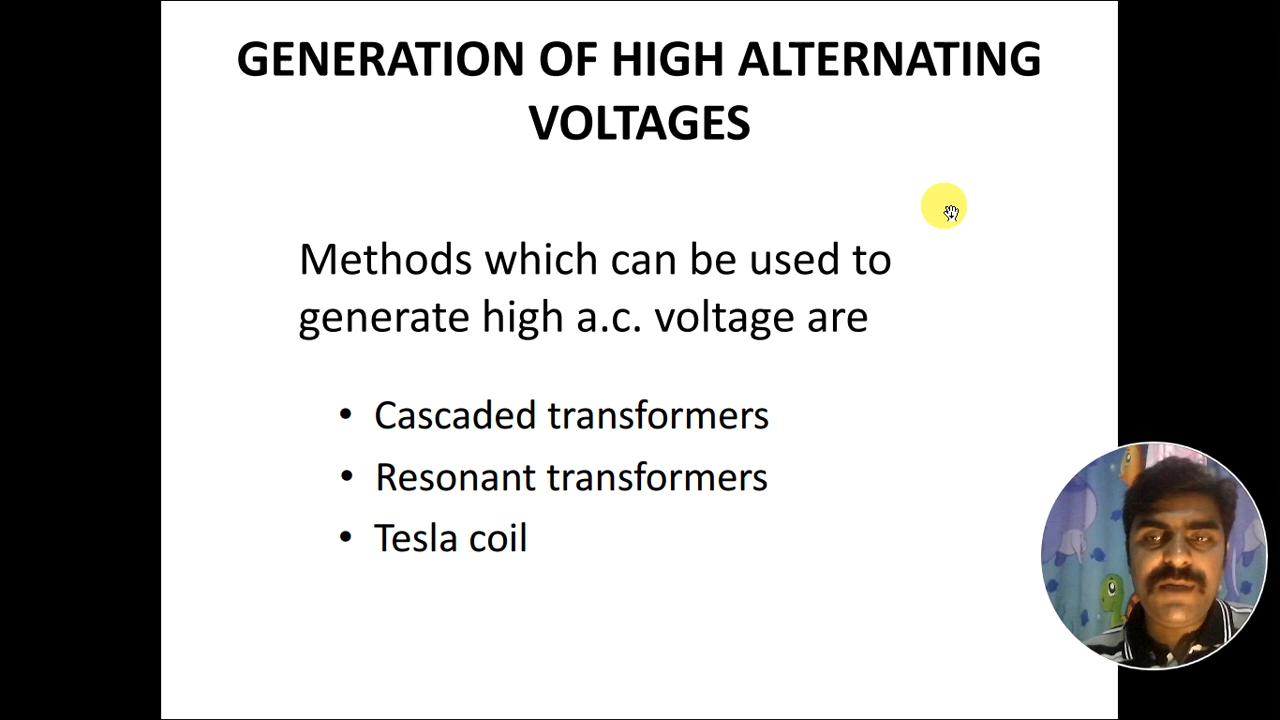 GENERATION OF HIGH ALTERNATING
VOLTAGES
Methods which can be used to
generate high a.c. voltage are
• Cascaded transformers
• Resonant transformers
• Tesla coil